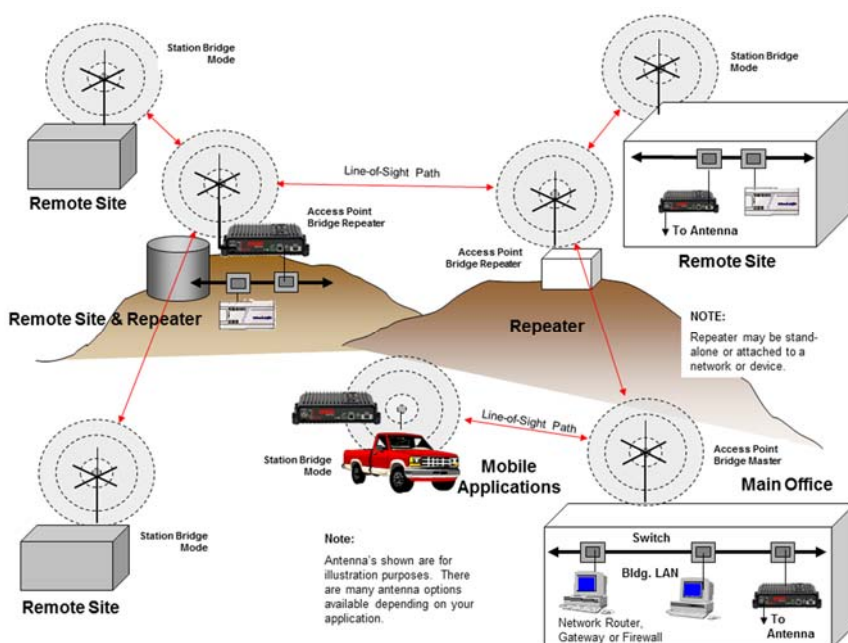 Station Bridge
Mode
Remote Site
Line-of-Sight Path
Access Point
Bridge Repeater
Remote Site & Repeater
Access Point
Bridge Repeater
Repeater
Station Bridge
Mode
To Antenna
Remote Site
NOTE:
Repeater may be stand-
alone or attached to a
network or device.
Station Bridge
Mode
Line-of-Sight Path
Mobile
Applications
Access Point
Bridge Master
Main Office
Station Bridge
Mode
Remote Site
Note:
Antenna's shown are for
illustration purposes. There
are many antenna options
available depending on your
application.
Switch
Bldg. LAN
Network Router,
Gateway or Firewall
To
Antenna